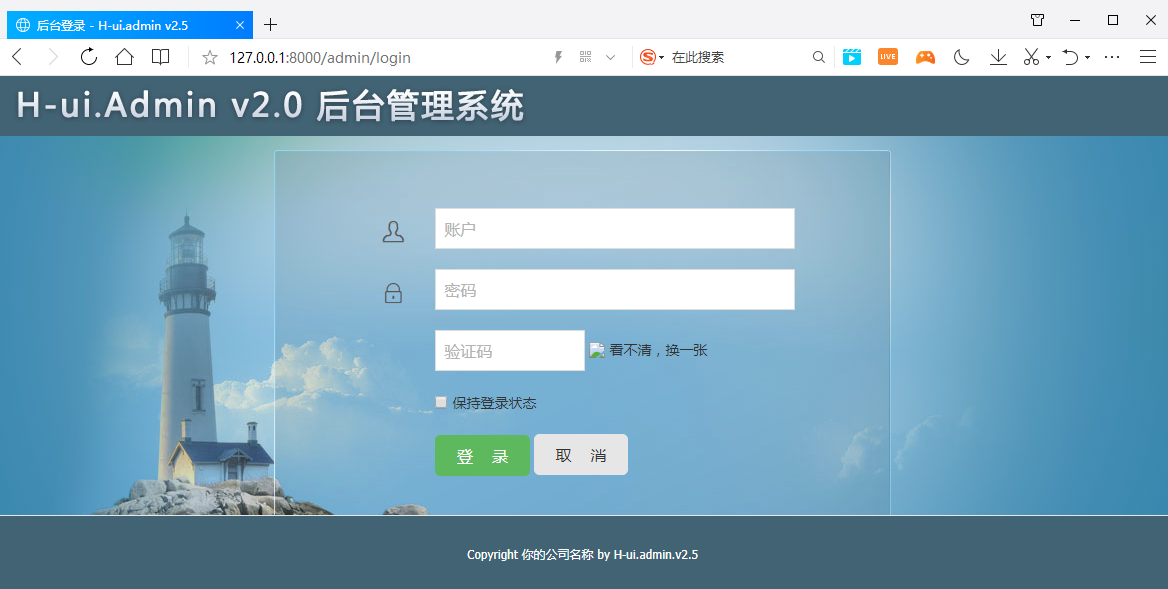 后台登录 - H-ui.admin v2.5
127.0.0.1:8000/admin/login
在此搜索
LIVE
H-ui.Admin v2.0 后台管理系统
账户
密码
验证码
看不清，换一张
保持登录状态
登 录
取 消
Copyright 你的公司名称 by H-ui.admin.v2.5